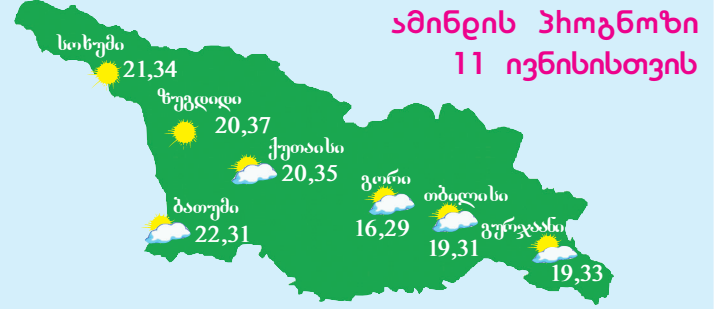 ამინდის პროგნოზი
11 ივნისისთვის
სოხუმი
21,34
ზუგდიდი
20,37
ქუთაისი
20,35
გორი
16,29
თბილისი
19,31
ბათუმი
22,31
გურჯაანი
19,33